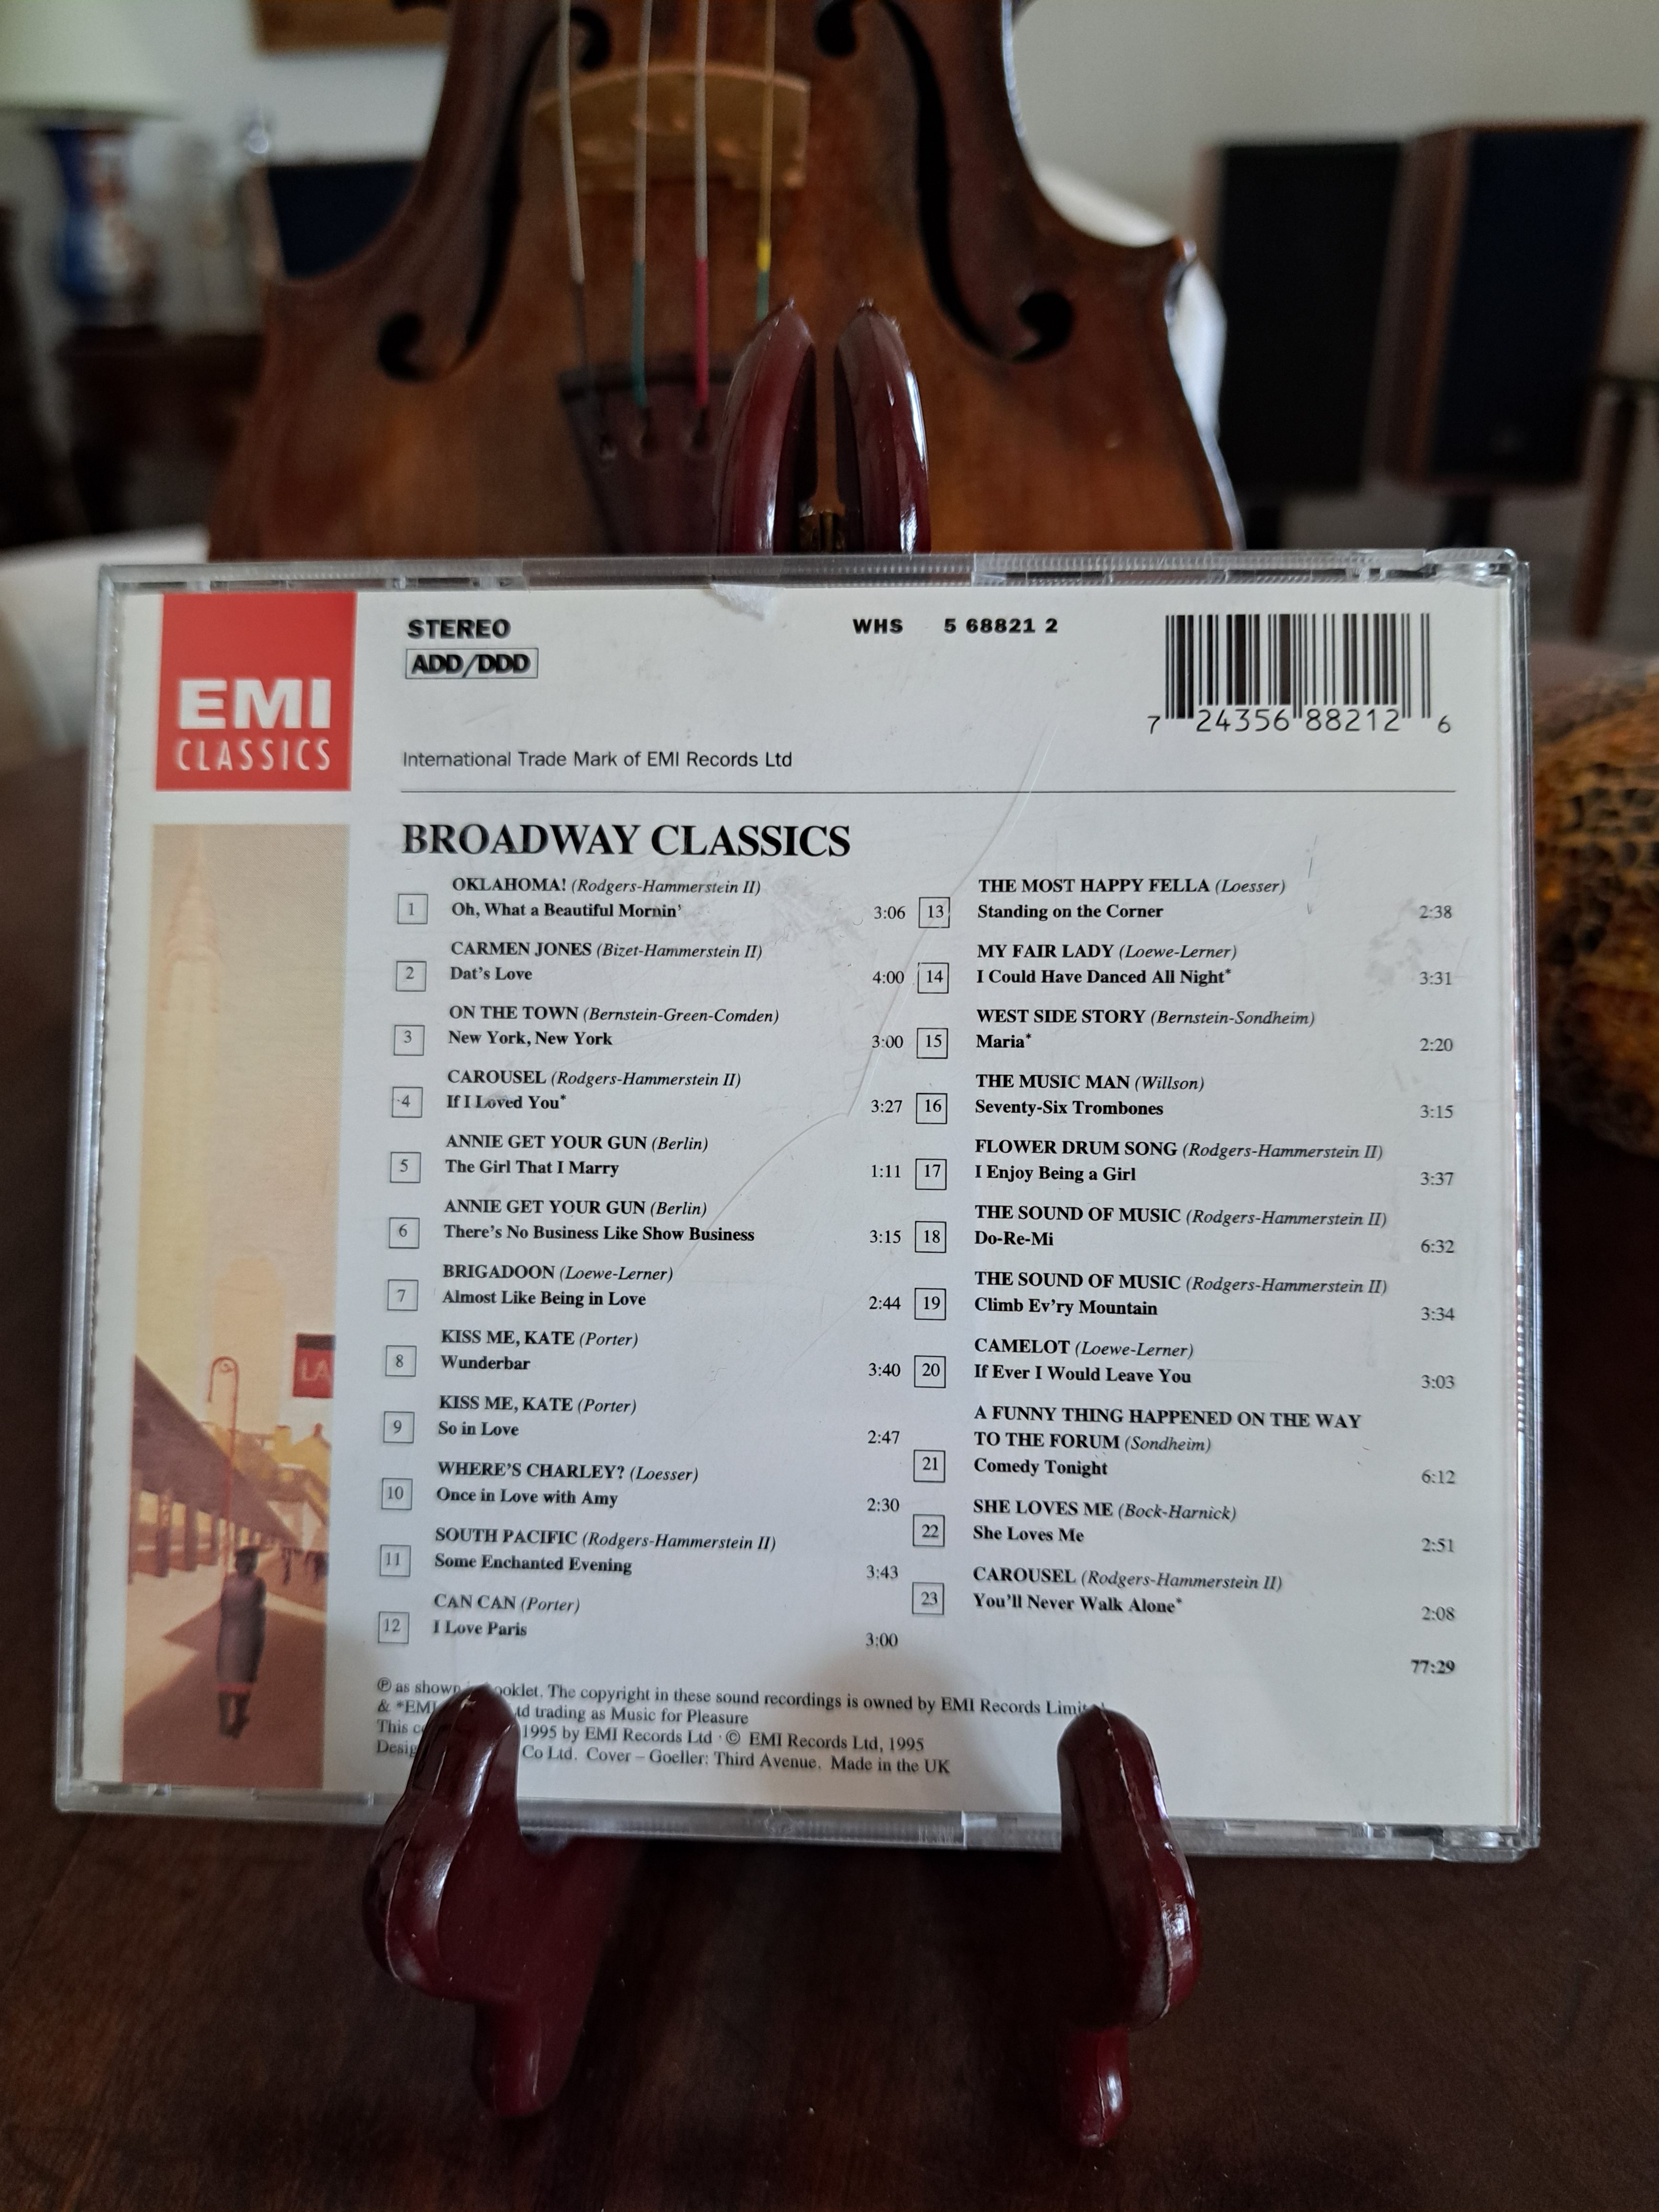 EMI
CLASSICS
STEREO
ADD/DDD
WHS 5 68821 2
7 24356 88212 6
International Trade Mark of EMI Records Ltd
BROADWAY CLASSICS
OKLAHOMA! (Rodgers-Hammerstein II)
1 Oh, What a Beautiful Mornin' 3:06
CARMEN JONES (Bizet-Hammerstein II)
2 Dat's Love 4:00
ON THE TOWN (Bernstein-Green-Comden)
3 New York, New York 3:00
CAROUSEL (Rodgers-Hammerstein II)
4 If I Loved You* 3:27
ANNIE GET YOUR GUN (Berlin)
5 The Girl That I Marry 1:11
ANNIE GET YOUR GUN (Berlin)
6 There's No Business Like Show Business 3:15
BRIGADOON (Loewe-Lerner)
7 Almost Like Being in Love 2:44
KISS ME, KATE (Porter)
8 Wunderbar 3:40
KISS ME, KATE (Porter)
9 So in Love 2:47
WHERE'S CHARLEY? (Loesser)
10 Once in Love with Amy 2:30
SOUTH PACIFIC (Rodgers-Hammerstein II)
11 Some Enchanted Evening 3:43
CAN CAN (Porter)
12 I Love Paris 3:00
THE MOST HAPPY FELLA (Loesser)
13 Standing on the Corner 2:38
MY FAIR LADY (Loewe-Lerner)
14 I Could Have Danced All Night* 3:31
WEST SIDE STORY (Bernstein-Sondheim)
15 Maria* 2:20
THE MUSIC MAN (Willson)
16 Seventy-Six Trombones 3:15
FLOWER DRUM SONG (Rodgers-Hammerstein II)
17 I Enjoy Being a Girl 3:37
THE SOUND OF MUSIC (Rodgers-Hammerstein II)
18 Do-Re-Mi 6:32
THE SOUND OF MUSIC (Rodgers-Hammerstein II)
19 Climb Ev'ry Mountain 3:34
CAMELOT (Loewe-Lerner)
20 If Ever I Would Leave You 3:03
A FUNNY THING HAPPENED ON THE WAY
TO THE FORUM (Sondheim)
21 Comedy Tonight 6:12
SHE LOVES ME (Bock-Harnick)
22 She Loves Me 2:51
CAROUSEL (Rodgers-Hammerstein II)
23 You'll Never Walk Alone* 2:08
77:29
LA
℗ as shown The copyright in these sound recordings is owned by EMI Records
& *EMI trading as Music for Pleasure
This 1995 by EMI Records Ltd · © EMI Records Ltd, 1995
Co Ltd. Cover – Goeller: Third Avenue. Made in the UK